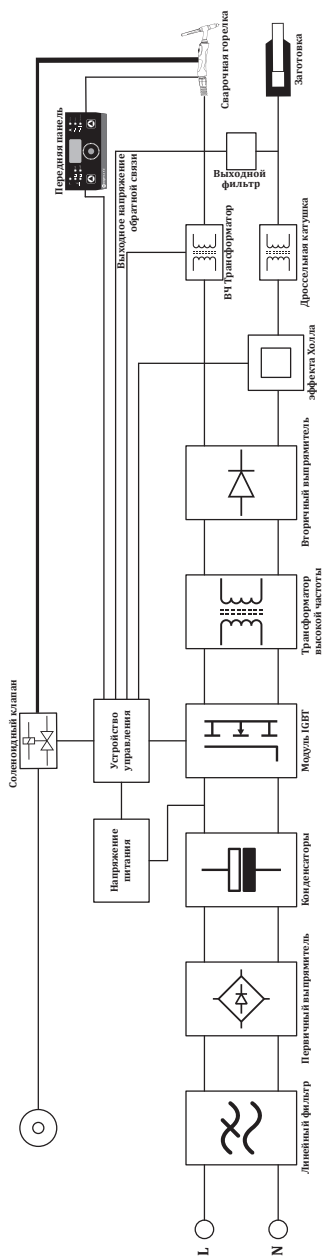 Соленоидный клапан
Передняя панель
Сварочная горелка
Устройство
управления
Выходное напряжение
обратной связи
Напряжение
питания
L
N
Линейный фильтр
Первичный выпрямитель
Конденсаторы
Модуль IGBT
Трансформатор
высокой частоты
Вторичный выпрямитель
эффекта Холла
ВЧ Трансформатор
Дроссельная катушка
Выходной
фильтр
Заготовка